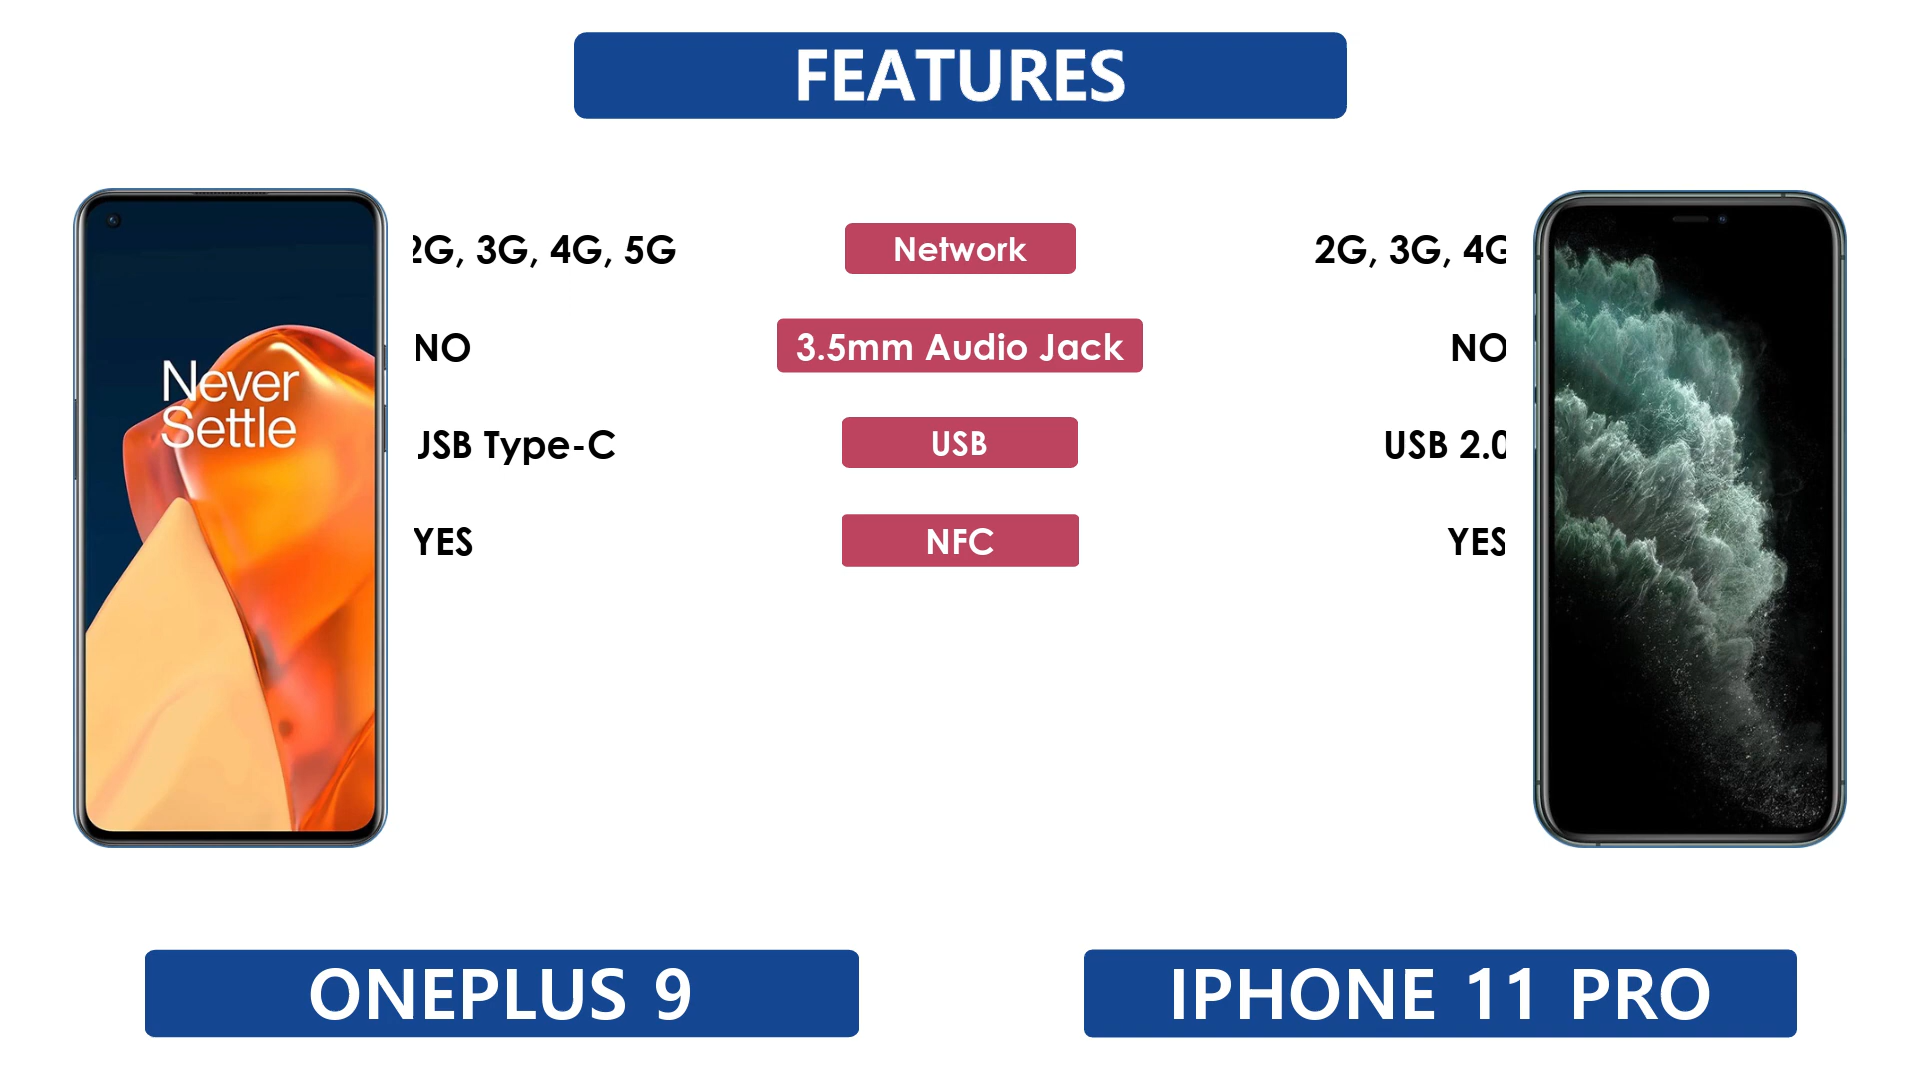 FEATURES
2G, 3G, 4G, 5G Network 2G, 3G, 4G
NO 3.5mm Audio Jack NO
USB Type-C USB USB 2.0
YES NFC YES
Never
Settle
ONEPLUS 9 IPHONE 11 PRO